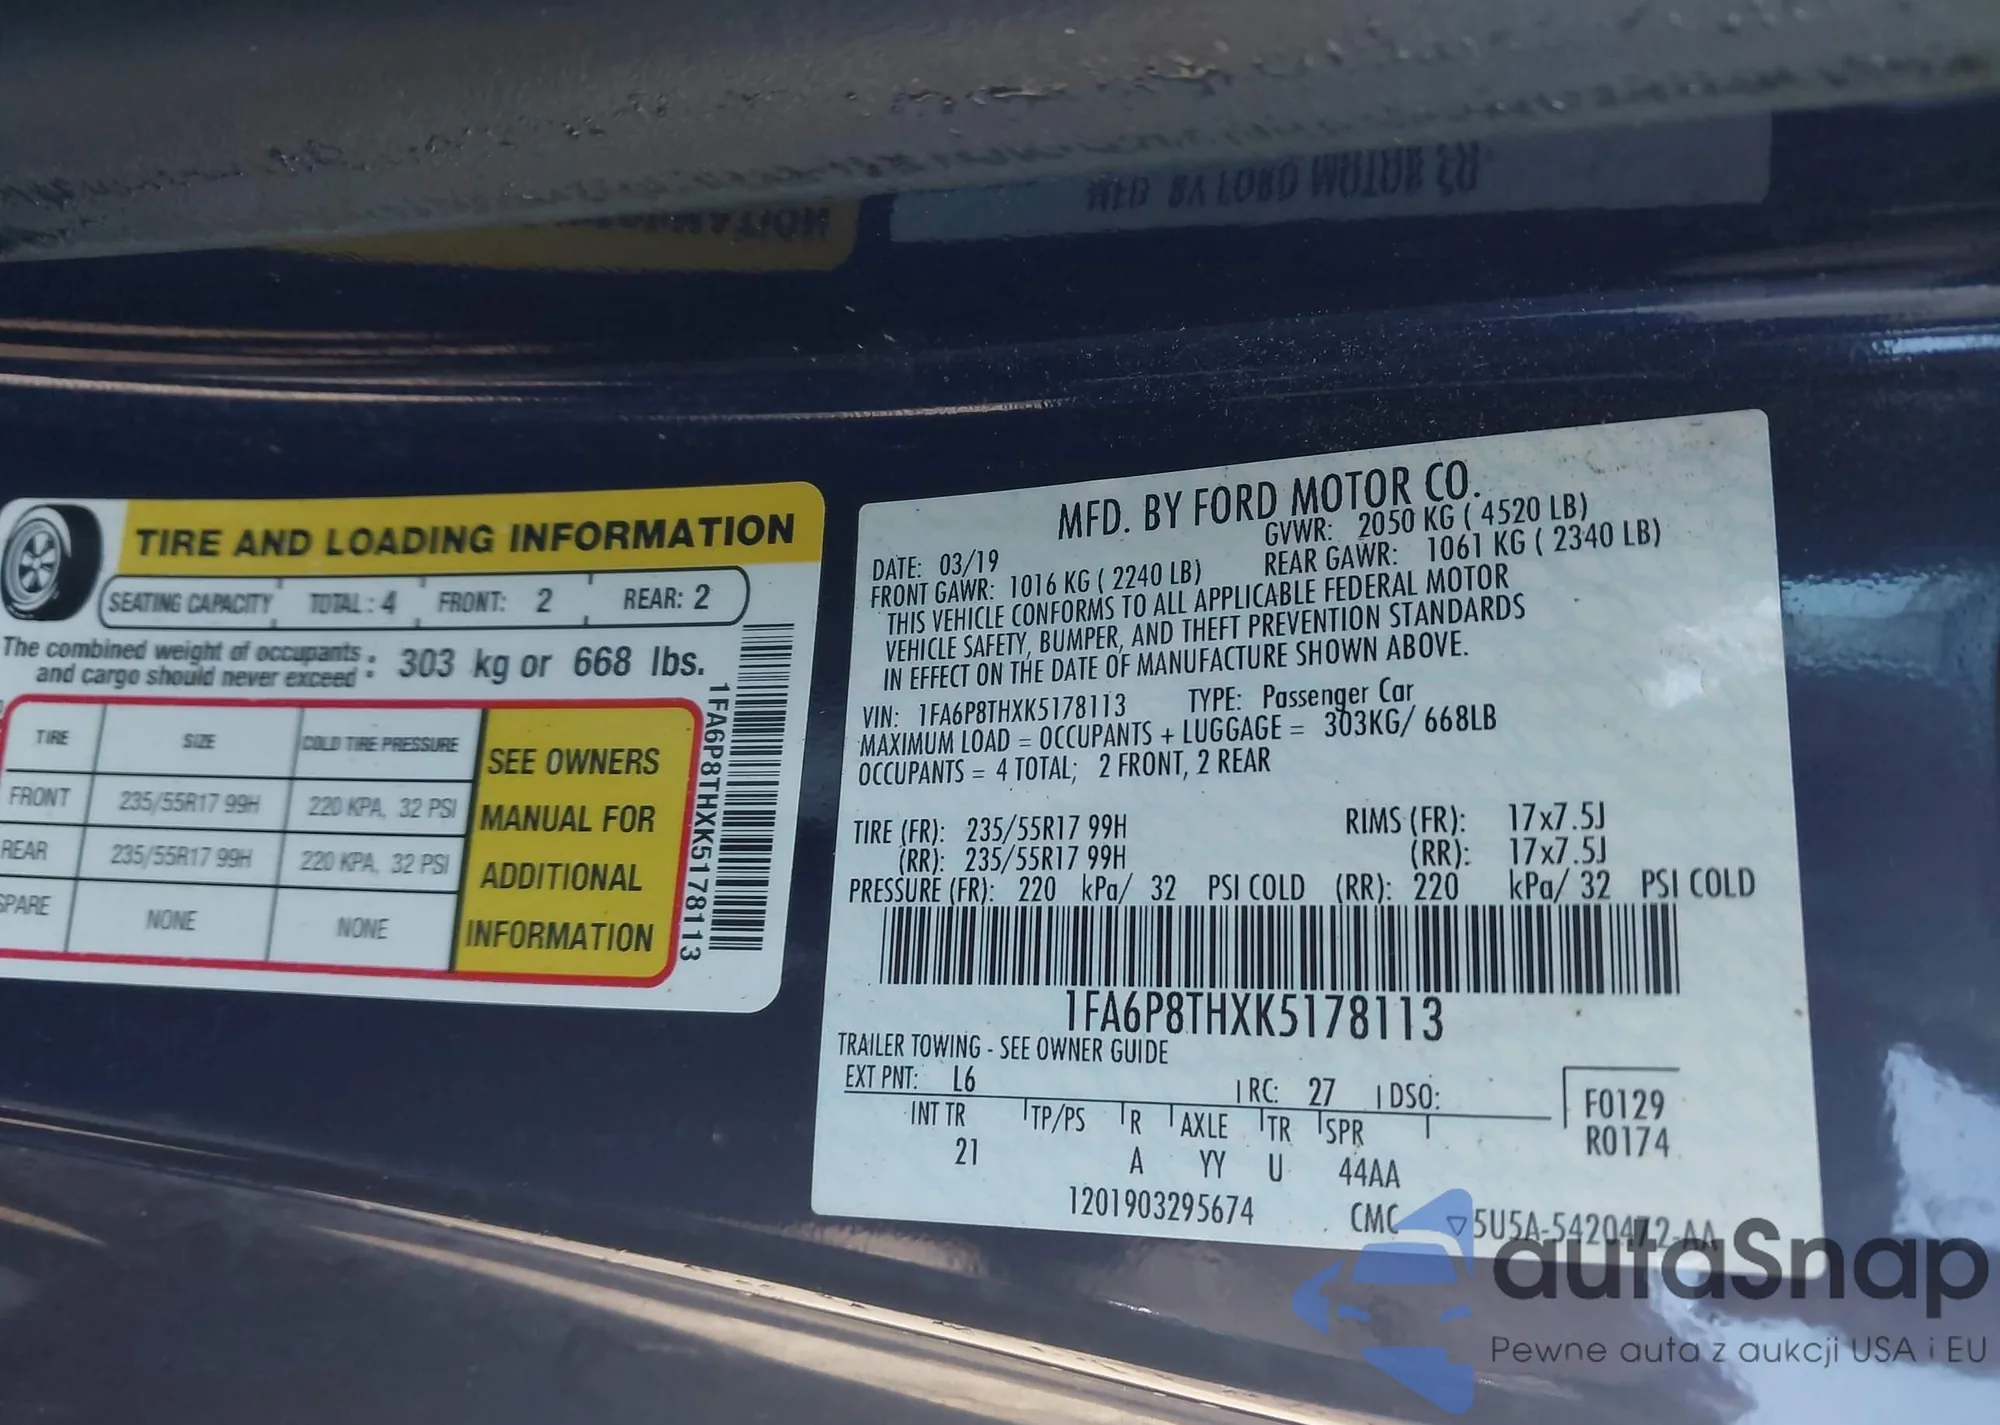 TIRE AND LOADING INFORMATION
SEATING CAPACITY TOTAL: 4 FRONT: 2 REAR: 2
The combined weight of occupants : 303 kg or 668 lbs.
and cargo should never exceed :
TIRE SIZE COLD TIRE PRESSURE
FRONT 235/55R17 99H 220 KPA, 32 PSI
REAR 235/55R17 99H 220 KPA, 32 PSI
SPARE NONE NONE
SEE OWNERS
MANUAL FOR
ADDITIONAL
INFORMATION
1FA6P8THXK5178113
MFD. BY FORD MOTOR CO.
DATE: 03/19 GVWR: 2050 KG ( 4520 LB)
FRONT GAWR: 1016 KG ( 2240 LB) REAR GAWR: 1061 KG ( 2340 LB)
THIS VEHICLE CONFORMS TO ALL APPLICABLE FEDERAL MOTOR
VEHICLE SAFETY, BUMPER, AND THEFT PREVENTION STANDARDS
IN EFFECT ON THE DATE OF MANUFACTURE SHOWN ABOVE.
VIN: 1FA6P8THXK5178113 TYPE: Passenger Car
MAXIMUM LOAD = OCCUPANTS + LUGGAGE = 303KG/ 668LB
OCCUPANTS = 4 TOTAL; 2 FRONT, 2 REAR
TIRE (FR): 235/55R17 99H RIMS (FR): 17x7.5J
(RR): 235/55R17 99H (RR): 17x7.5J
PRESSURE (FR): 220 kPa/ 32 PSI COLD (RR): 220 kPa/ 32 PSI COLD
1FA6P8THXK5178113
TRAILER TOWING - SEE OWNER GUIDE
EXT PNT: L6 RC: 27 DSO: F0129
INT TR TP/PS R AXLE TR SPR R0174
21 A YY U 44AA
1201903295674 CMC ▽5U5A-5420472-AA
autaSnap
Pewne auta z aukcji USA i EU